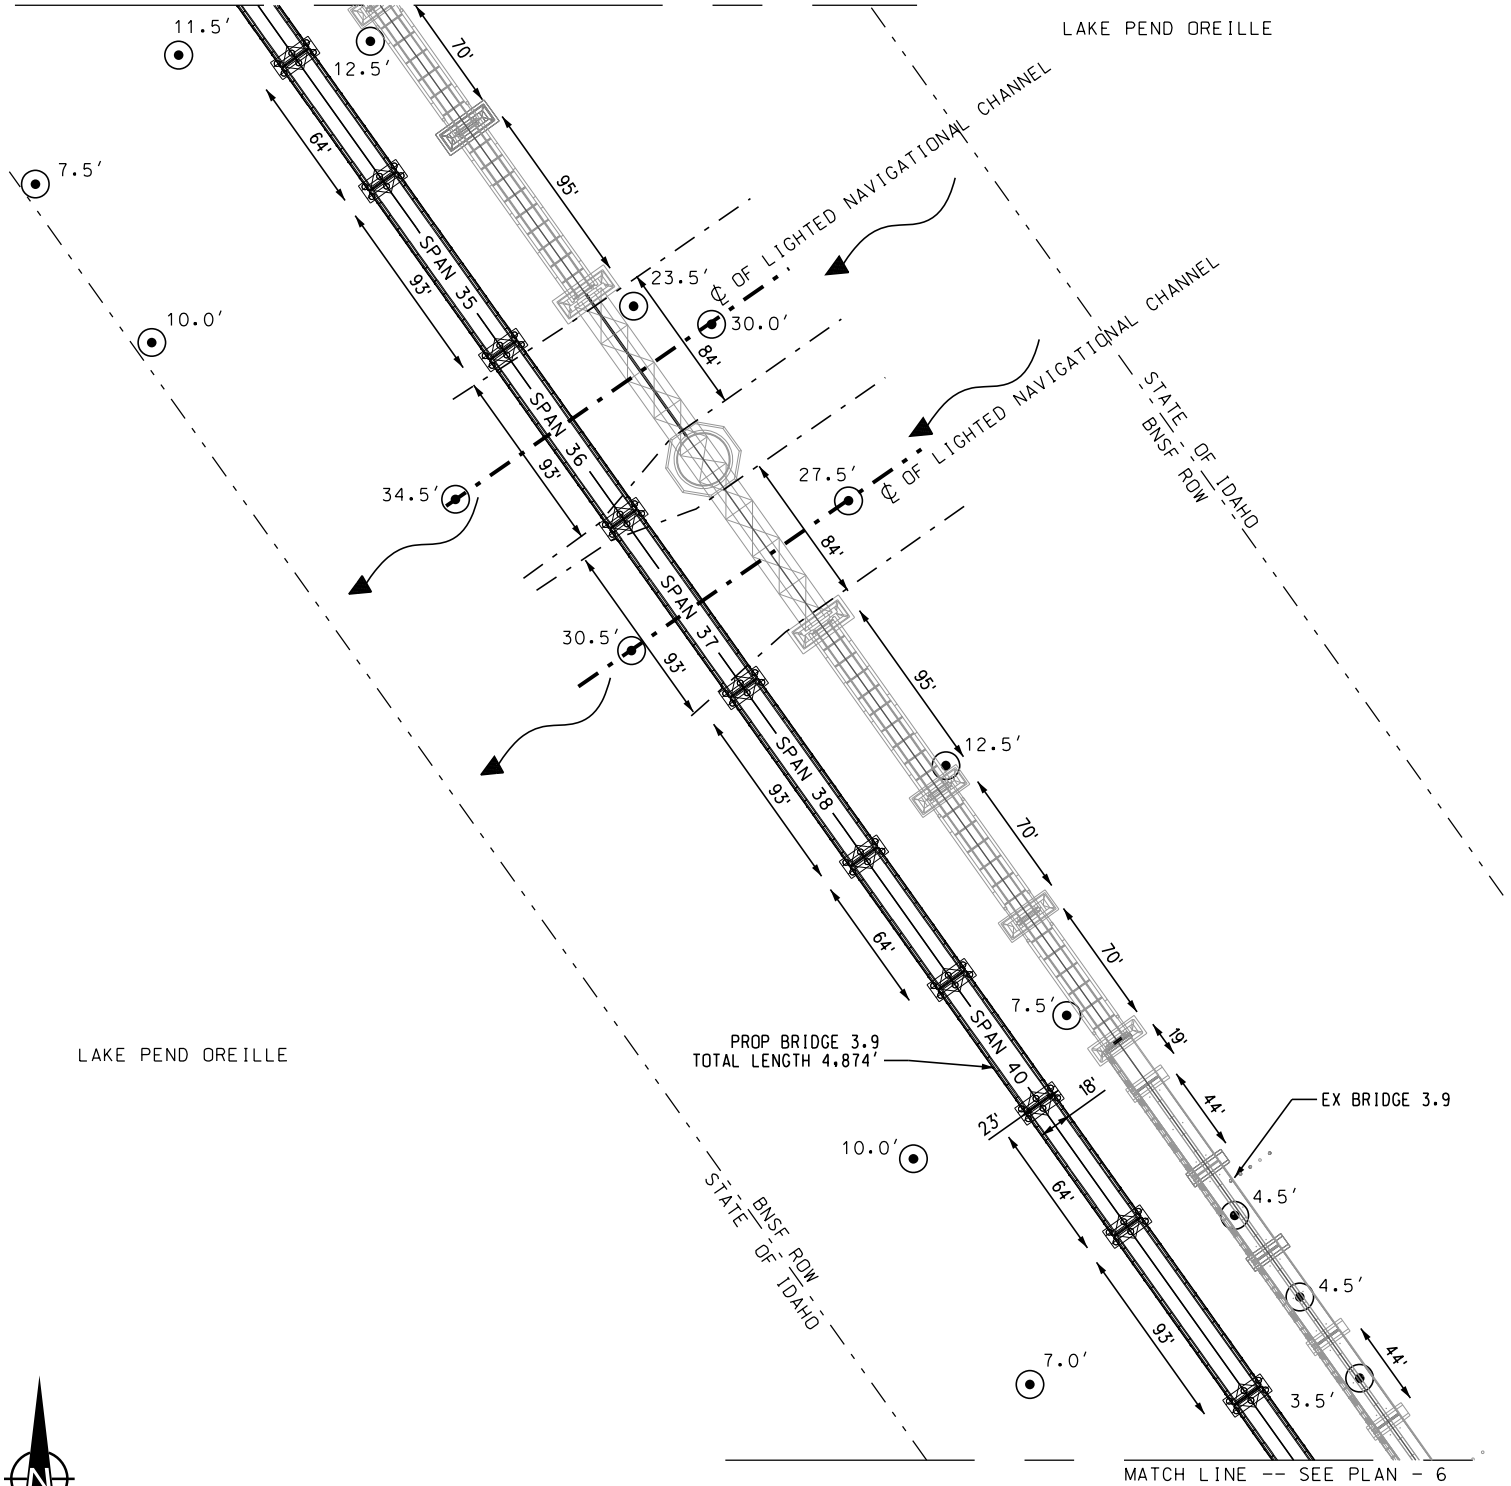 11.5′
12.5′
70'
LAKE PEND OREILLE
64'
7.5′
95'
℄ OF LIGHTED NAVIGATIONAL CHANNEL
SPAN 35
93'
23.5′
30.0′
84'
10.0′
℄ OF LIGHTED NAVIGATIONAL CHANNEL
SPAN 36
93'
STATE OF IDAHO
BNSF ROW
34.5′
27.5′
84'
30.5′
SPAN 37
93'
95'
12.5′
SPAN 38
93'
70'
64'
70'
7.5′
19'
LAKE PEND OREILLE
PROP BRIDGE 3.9
TOTAL LENGTH 4,874′
SPAN 40
18'
23'
44'
EX BRIDGE 3.9
10.0′
64'
4.5′
BNSF ROW
STATE OF IDAHO
4.5′
93'
44'
7.0′
3.5′
N
MATCH LINE -- SEE PLAN - 6